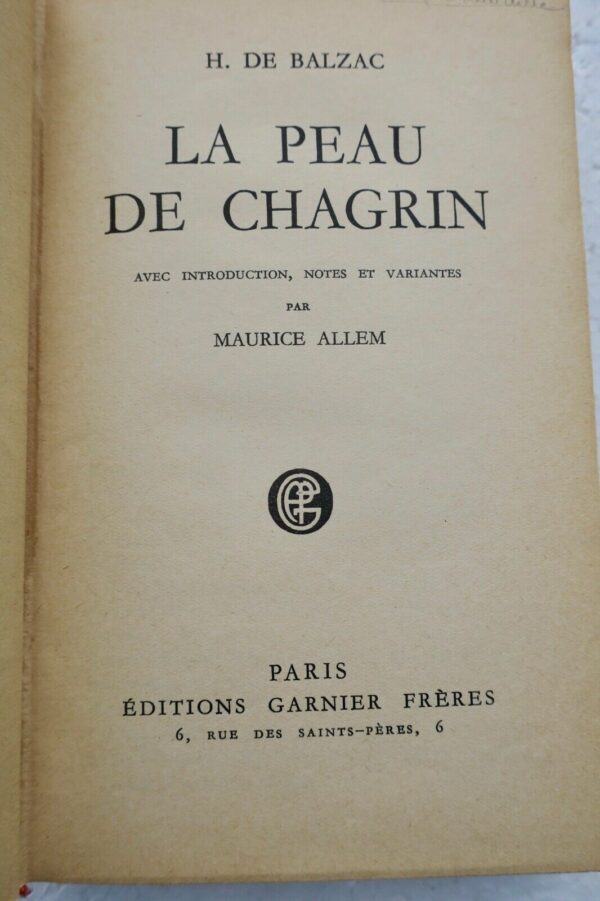 H. DE BALZAC
LA PEAU
DE CHAGRIN
AVEC INTRODUCTION, NOTES ET VARIANTES
PAR
MAURICE ALLEM
PARIS
ÉDITIONS GARNIER FRÈRES
6, RUE DES SAINTS-PÈRES, 6